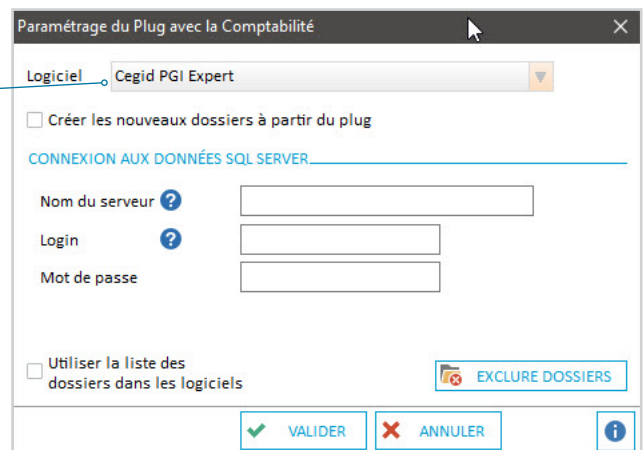 Paramétrage du Plug avec la Comptabilité
Logiciel Cegid PGI Expert
Créer les nouveaux dossiers à partir du plug
CONNEXION AUX DONNÉES SQL SERVER
Nom du serveur ?
Login ?
Mot de passe
Utiliser la liste des
dossiers dans les logiciels
EXCLURE DOSSIERS
VALIDER ANNULER i